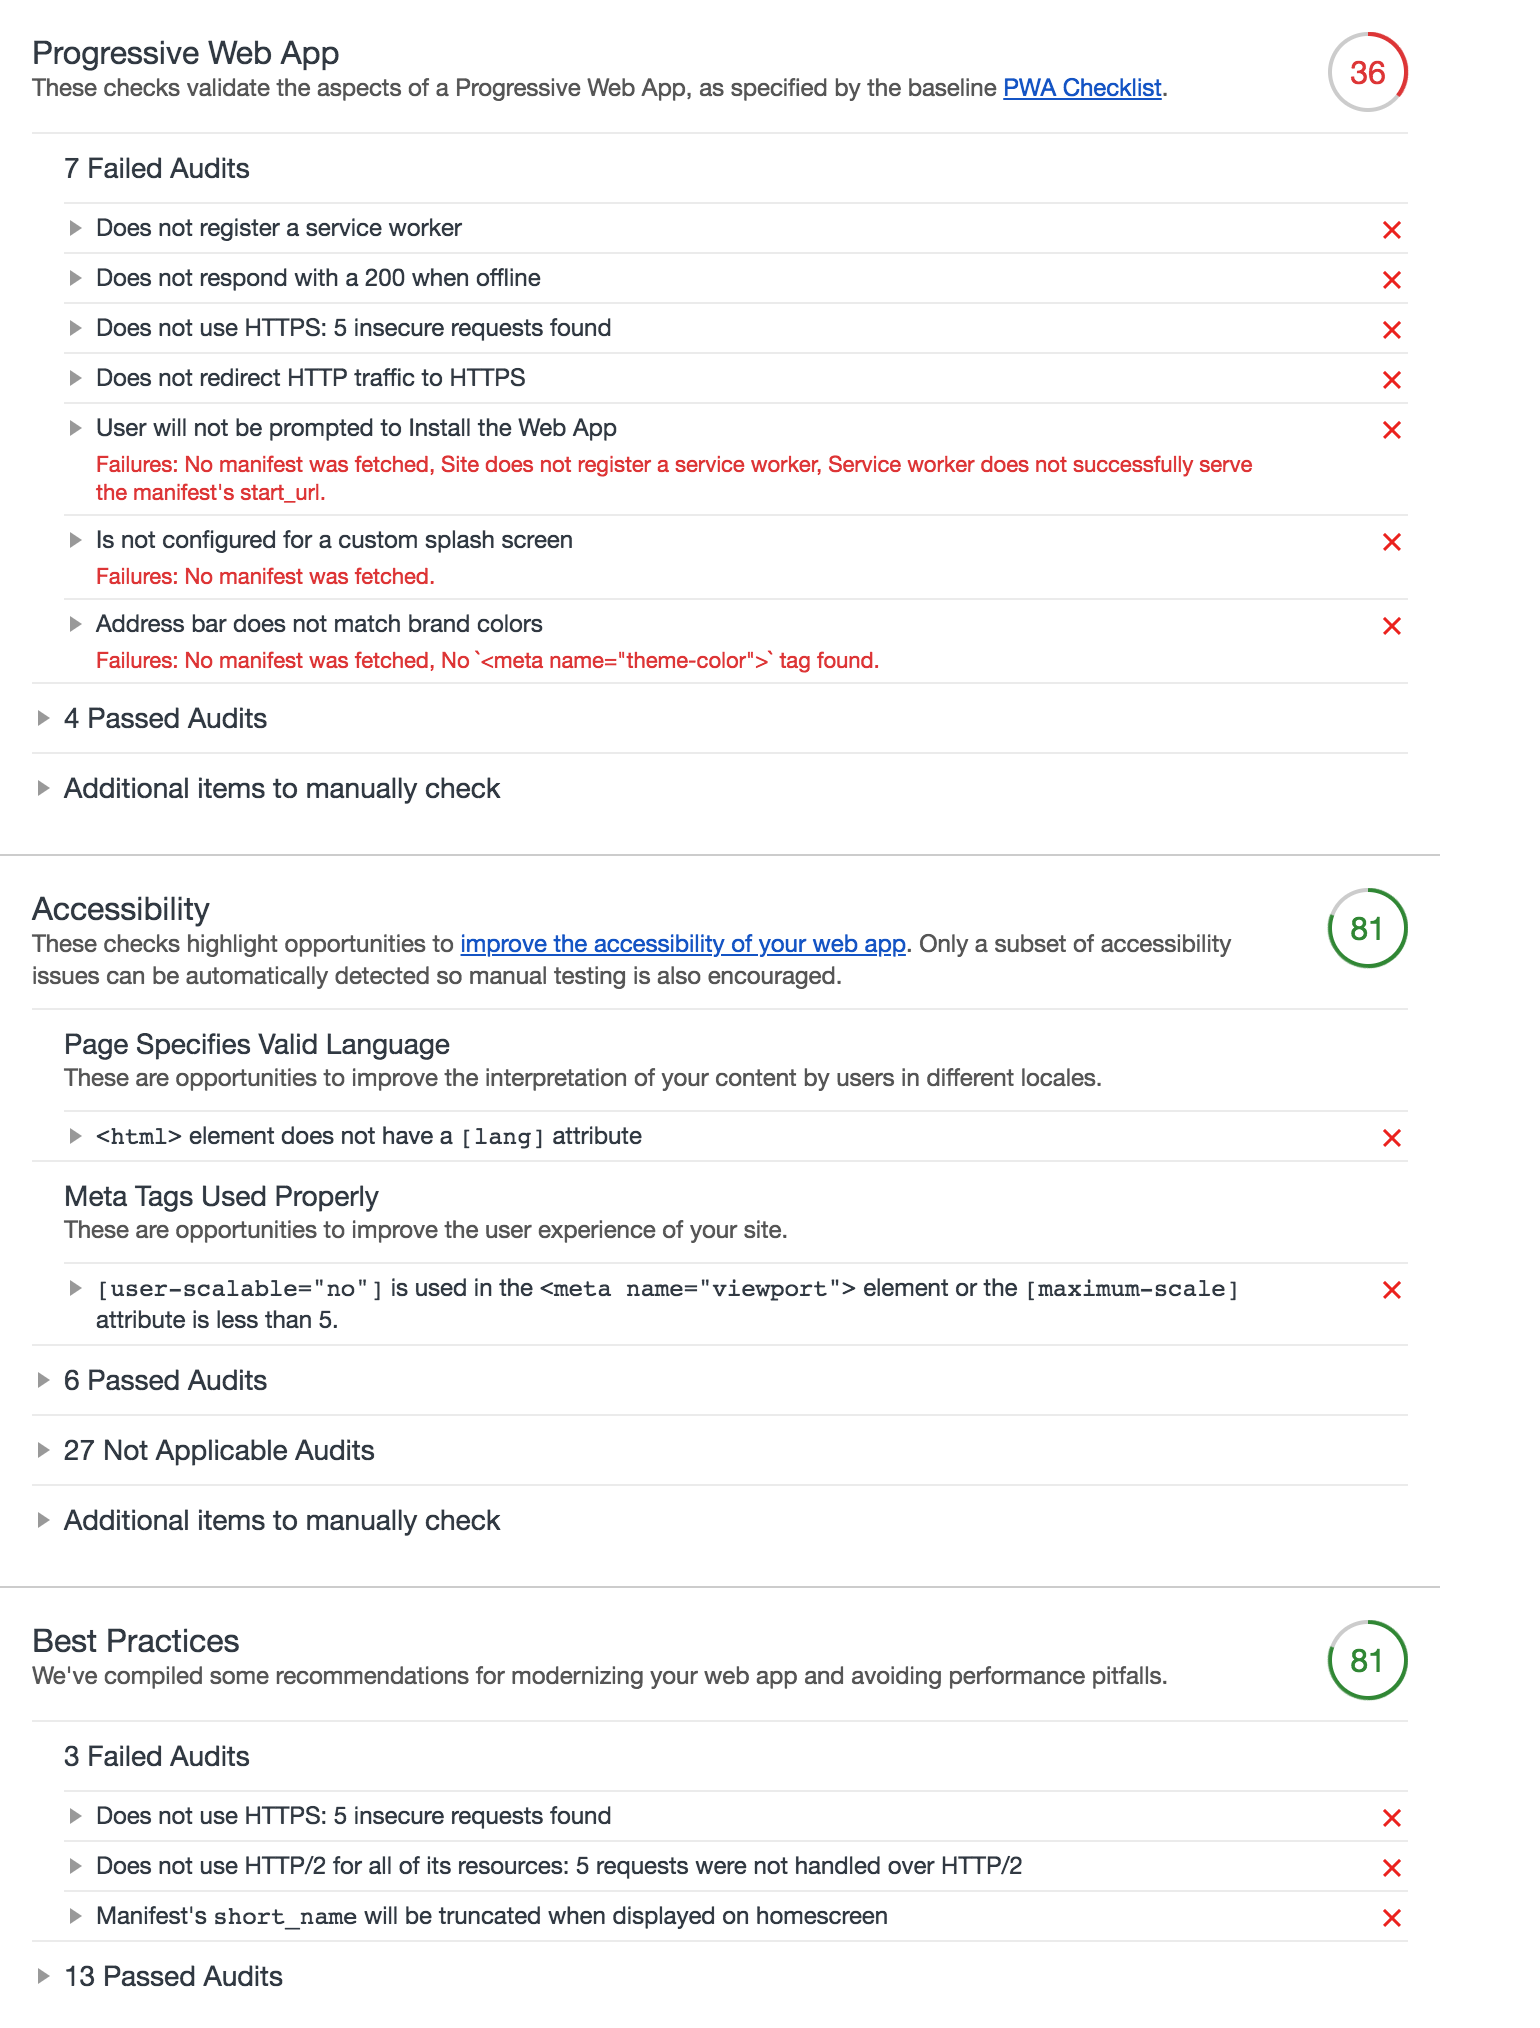 Progressive Web App
36
These checks validate the aspects of a Progressive Web App, as specified by the baseline PWA Checklist.
7 Failed Audits
Does not register a service worker
Does not respond with a 200 when offline
Does not use HTTPS: 5 insecure requests found
Does not redirect HTTP traffic to HTTPS
User will not be prompted to Install the Web App
Failures: No manifest was fetched, Site does not register a service worker, Service worker does not successfully serve
the manifest's start_url.
Is not configured for a custom splash screen
Failures: No manifest was fetched.
Address bar does not match brand colors
Failures: No manifest was fetched, No `<meta name="theme-color">` tag found.
4 Passed Audits
Additional items to manually check
Accessibility
81
These checks highlight opportunities to improve the accessibility of your web app. Only a subset of accessibility
issues can be automatically detected so manual testing is also encouraged.
Page Specifies Valid Language
These are opportunities to improve the interpretation of your content by users in different locales.
<html> element does not have a [lang] attribute
Meta Tags Used Properly
These are opportunities to improve the user experience of your site.
[user-scalable="no"] is used in the <meta name="viewport"> element or the [maximum-scale]
attribute is less than 5.
6 Passed Audits
27 Not Applicable Audits
Additional items to manually check
Best Practices
81
We've compiled some recommendations for modernizing your web app and avoiding performance pitfalls.
3 Failed Audits
Does not use HTTPS: 5 insecure requests found
Does not use HTTP/2 for all of its resources: 5 requests were not handled over HTTP/2
Manifest's short_name will be truncated when displayed on homescreen
13 Passed Audits